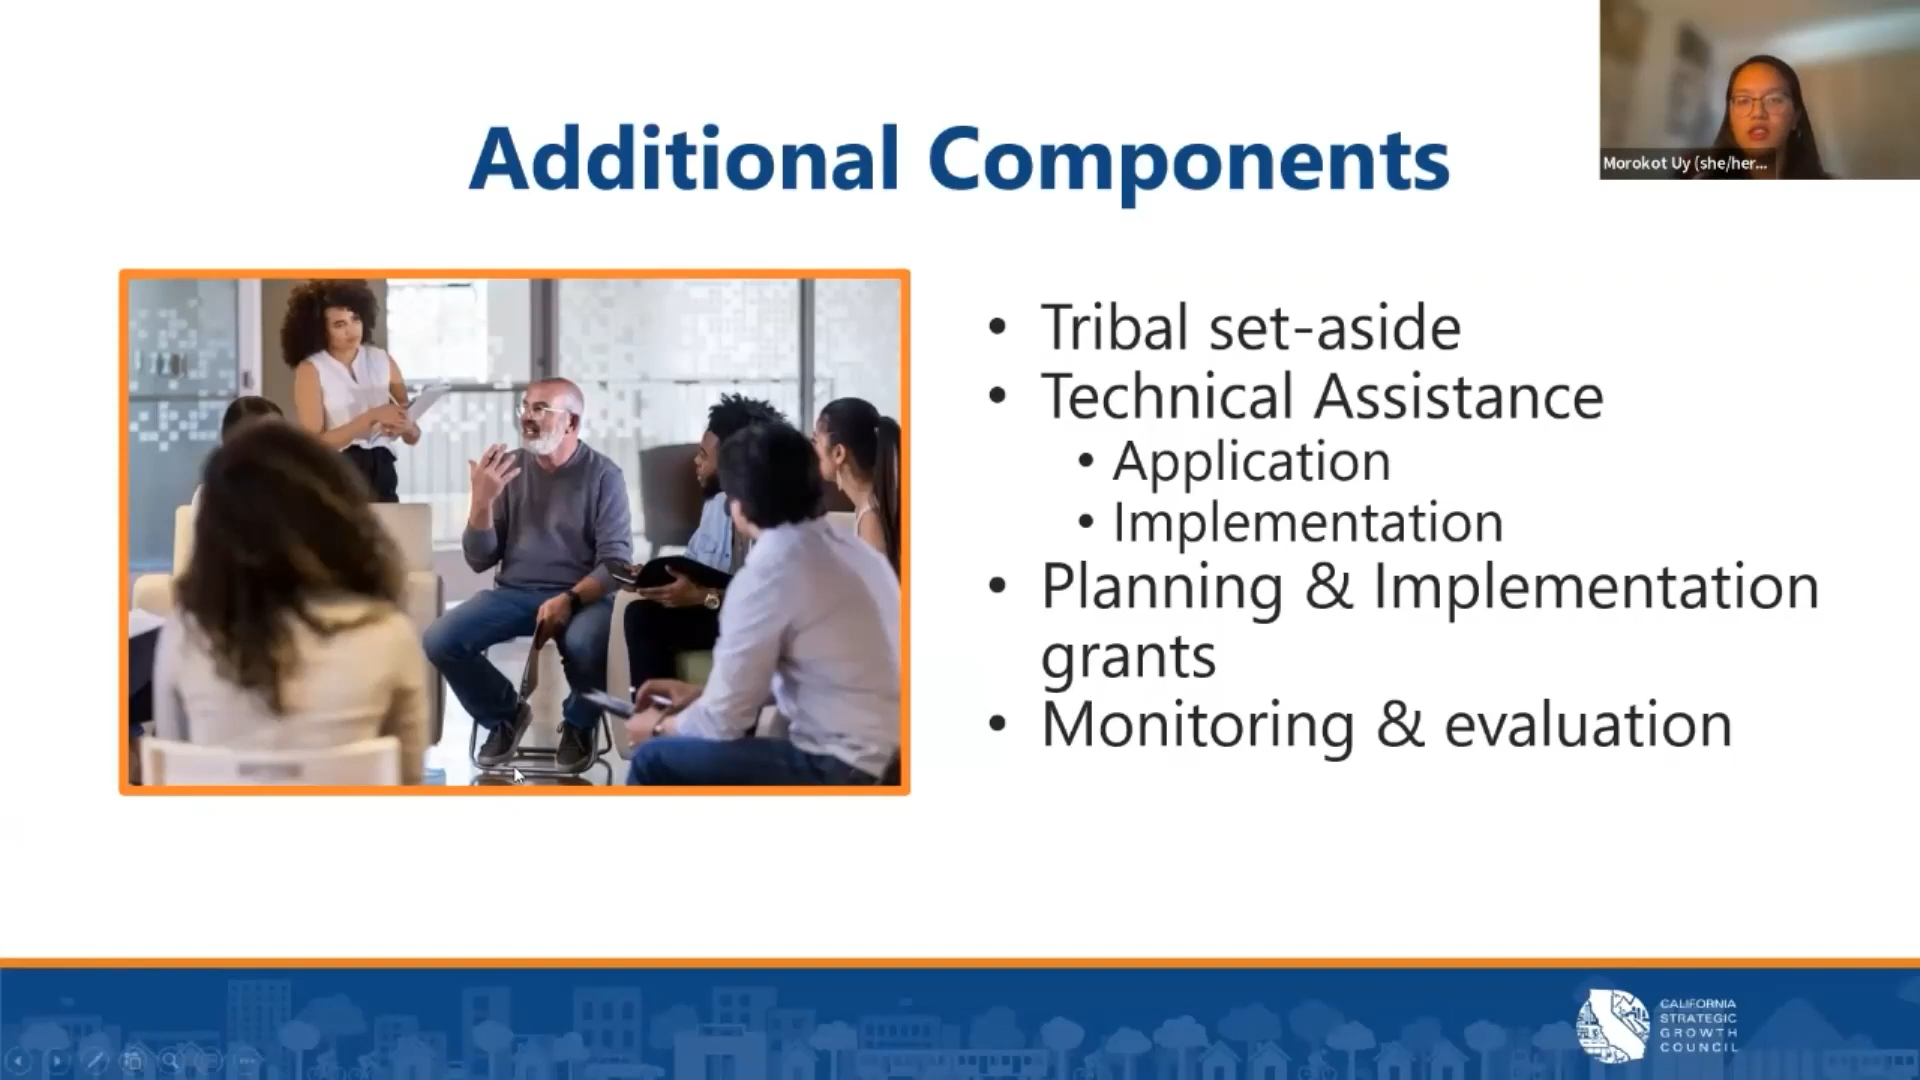 Additional Components
Morokot Uy (she/her...
• Tribal set-aside
• Technical Assistance
• Application
• Implementation
• Planning & Implementation
grants
• Monitoring & evaluation
CALIFORNIA
STRATEGIC
GROWTH
COUNCIL